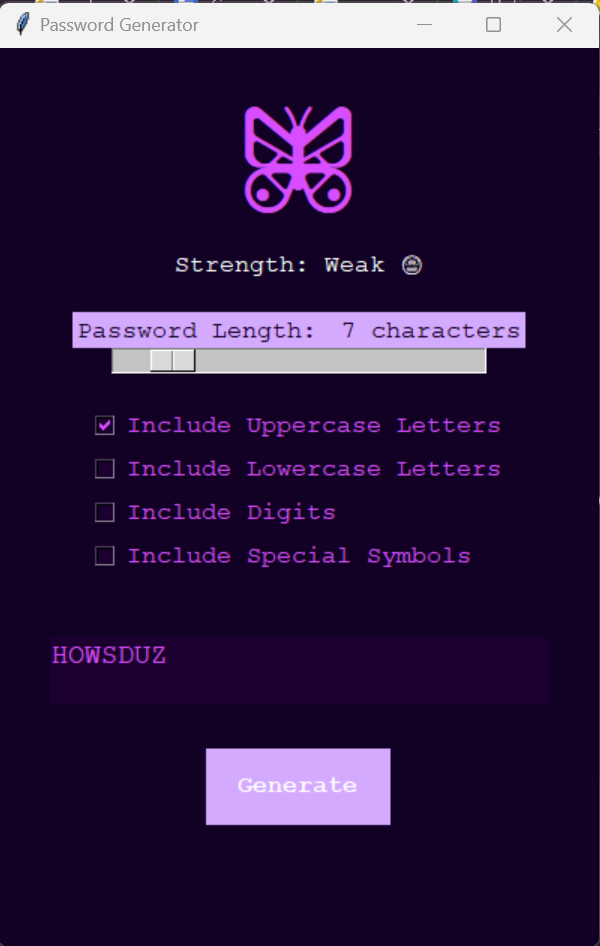 Password Generator
Strength: Weak
Password Length: 7 characters
Include Uppercase Letters
Include Lowercase Letters
Include Digits
Include Special Symbols
HOWSDUZ
Generate